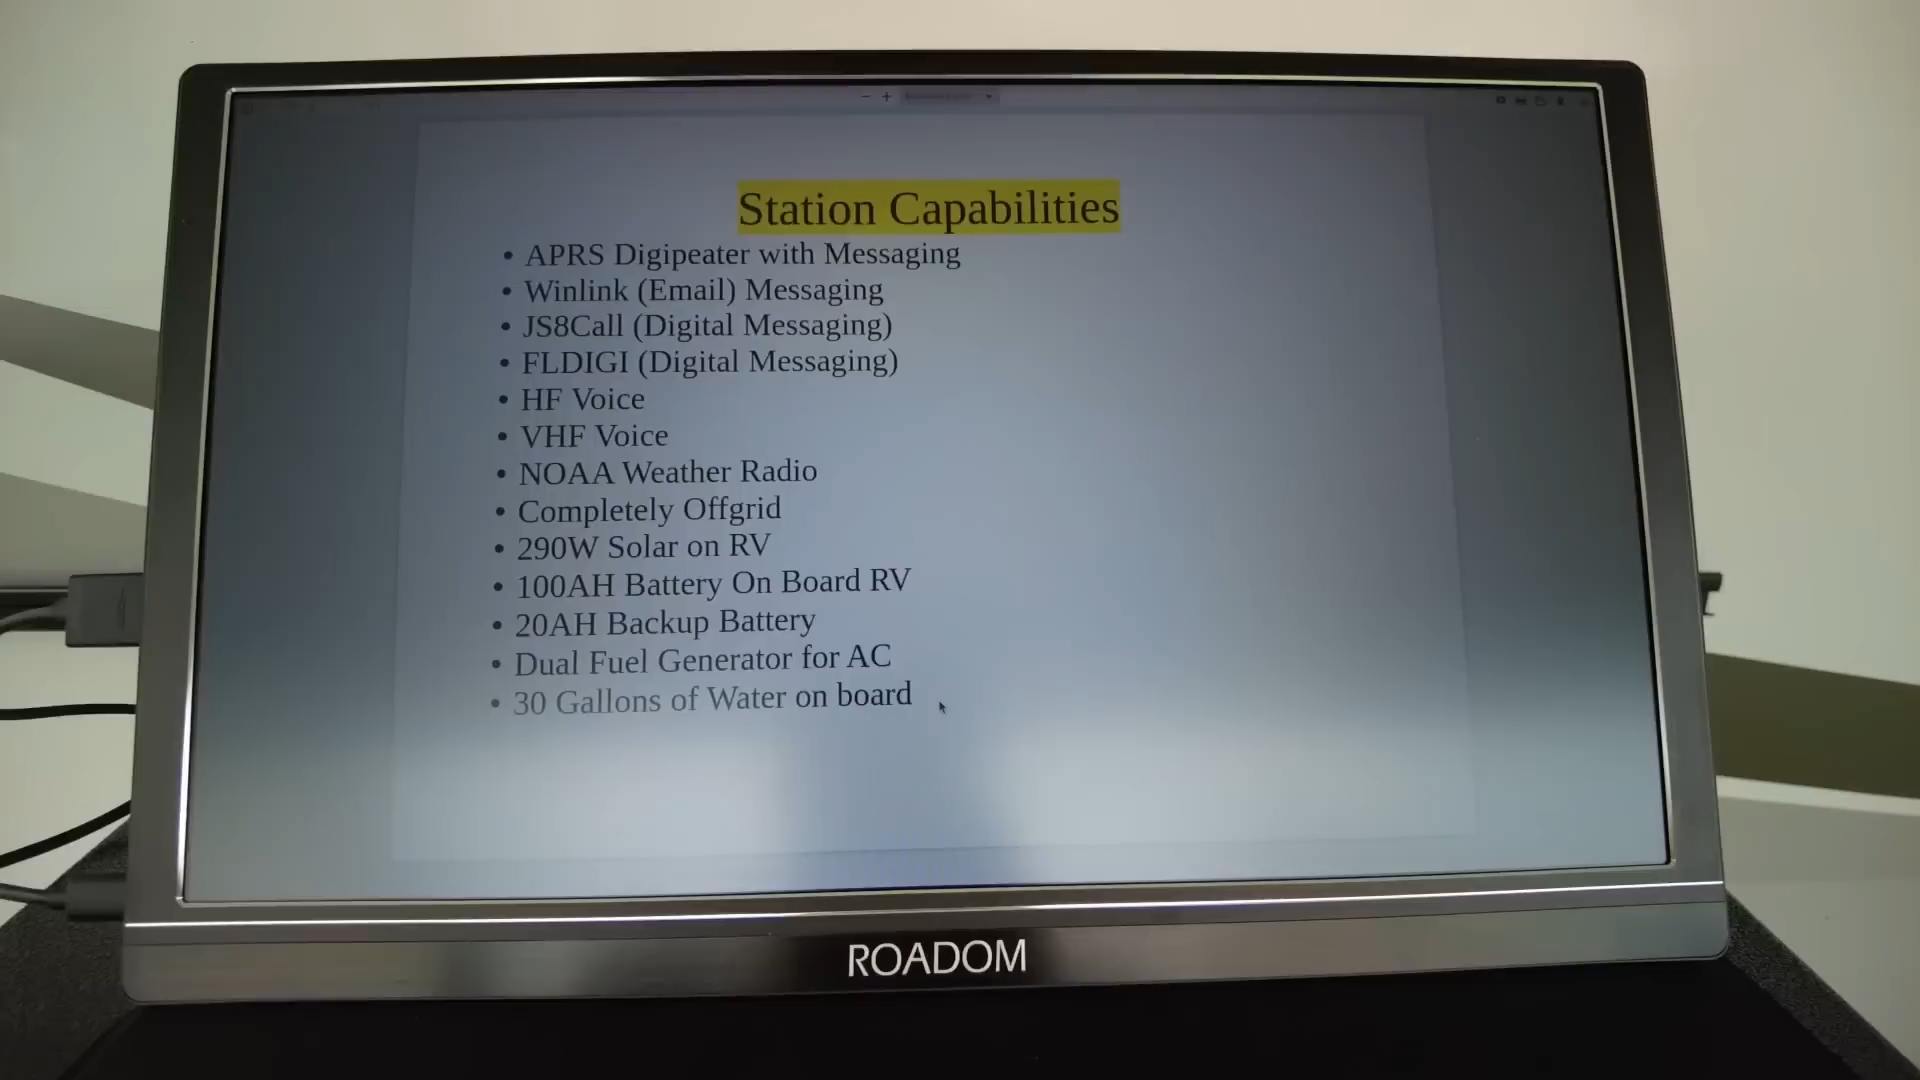 Station Capabilities
• APRS Digipeater with Messaging
• Winlink (Email) Messaging
• JS8Call (Digital Messaging)
• FLDIGI (Digital Messaging)
• HF Voice
• VHF Voice
• NOAA Weather Radio
• Completely Offgrid
• 290W Solar on RV
• 100AH Battery On Board RV
• 20AH Backup Battery
• Dual Fuel Generator for AC
• 30 Gallons of Water on board
ROADOM